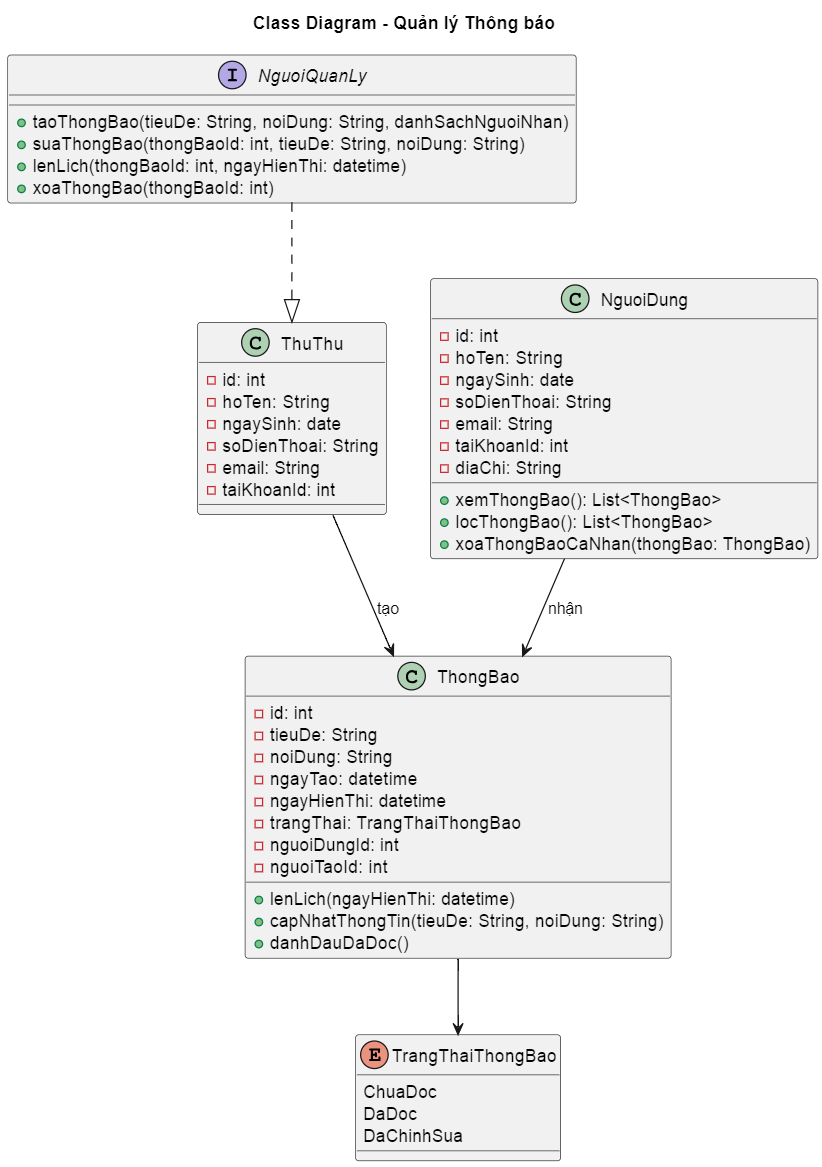 Class Diagram - Quản lý Thông báo
I NguoiQuanLy
taoThongBao(tieuDe: String, noiDung: String, danhSachNguoiNhan)
suaThongBao(thongBaoId: int, tieuDe: String, noiDung: String)
lenLich(thongBaoId: int, ngayHienThi: datetime)
xoaThongBao(thongBaoId: int)
C ThuThu
id: int
hoTen: String
ngaySinh: date
soDienThoai: String
email: String
taiKhoanId: int
C NguoiDung
id: int
hoTen: String
ngaySinh: date
soDienThoai: String
email: String
taiKhoanId: int
diaChi: String
xemThongBao(): List<ThongBao>
locThongBao(): List<ThongBao>
xoaThongBaoCaNhan(thongBao: ThongBao)
tạo
nhận
C ThongBao
id: int
tieuDe: String
noiDung: String
ngayTao: datetime
ngayHienThi: datetime
trangThai: TrangThaiThongBao
nguoiDungId: int
nguoiTaoId: int
lenLich(ngayHienThi: datetime)
capNhatThongTin(tieuDe: String, noiDung: String)
danhDauDaDoc()
E TrangThaiThongBao
ChuaDoc
DaDoc
DaChinhSua